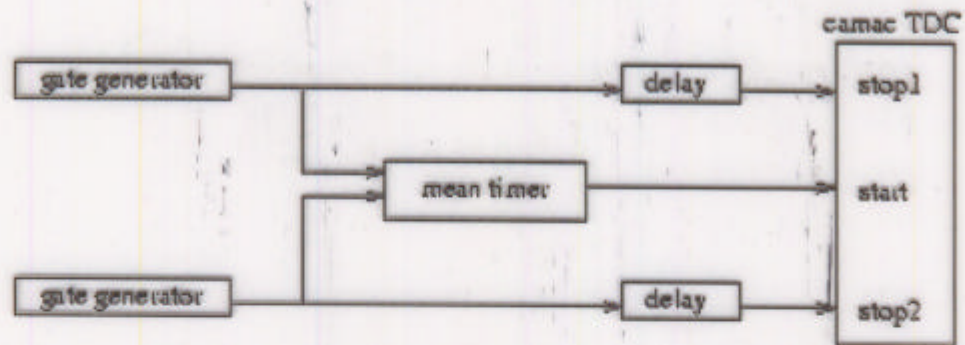 camac TDC
gate generator
delay
stop1
mean timer
start
gate generator
delay
stop2